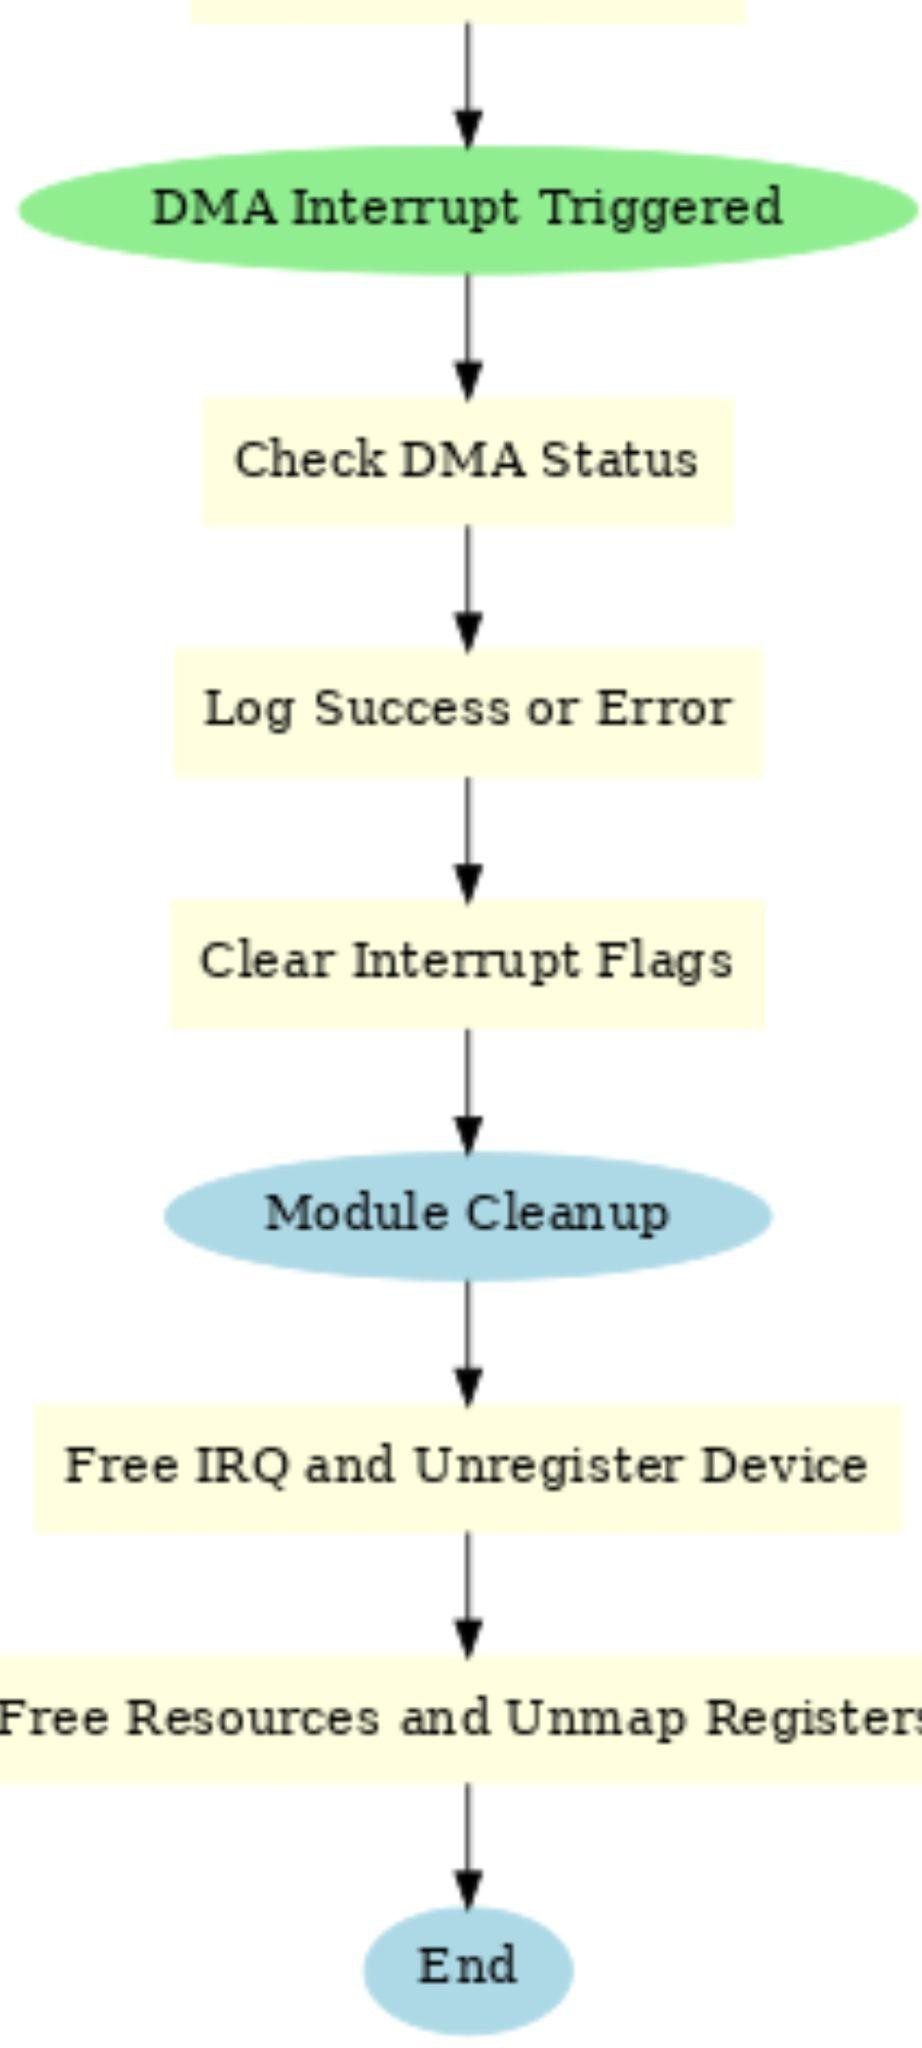 DMA Interrupt Triggered
Check DMA Status
Log Success or Error
Clear Interrupt Flags
Module Cleanup
Free IRQ and Unregister Device
Free Resources and Unmap Registers
End